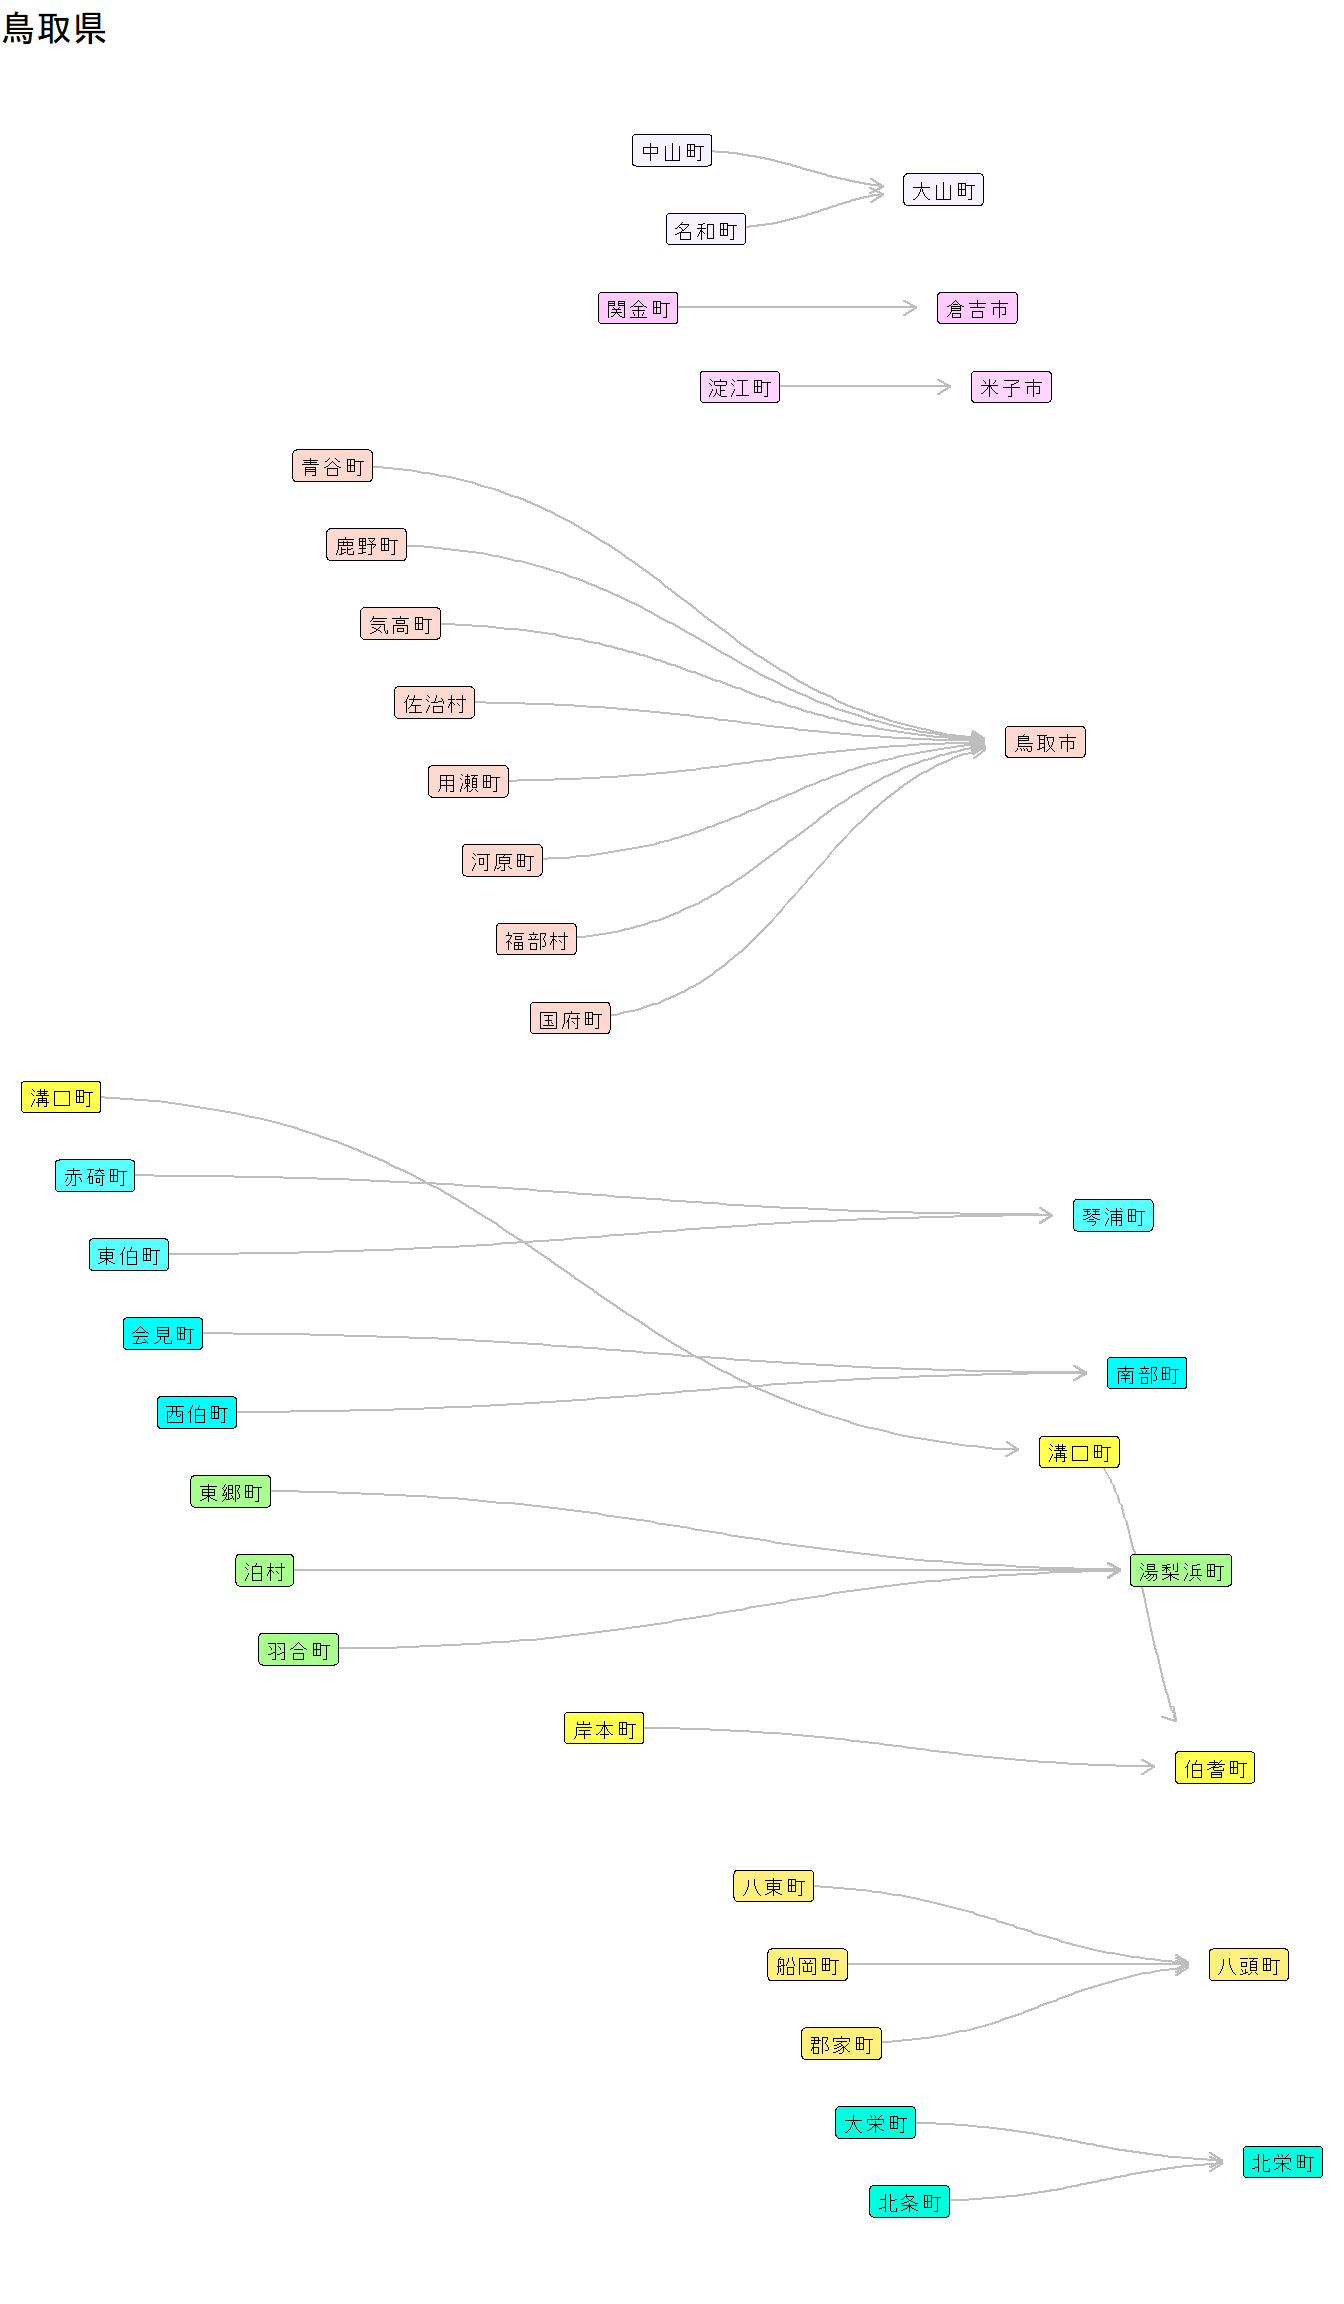 鳥取県
中山町
大山町
名和町
関金町
倉吉市
淀江町
米子市
青谷町
鹿野町
気高町
佐治村
鳥取市
用瀬町
河原町
福部村
国府町
溝口町
赤碕町
琴浦町
東伯町
会見町
南部町
西伯町
溝口町
東郷町
泊村
湯梨浜町
羽合町
岸本町
伯耆町
八東町
船岡町
八頭町
郡家町
大栄町
北栄町
北条町